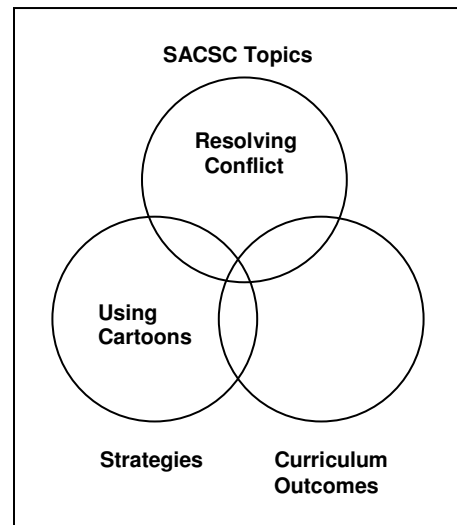 SACSC Topics
Resolving
Conflict
Using
Cartoons
Strategies
Curriculum
Outcomes